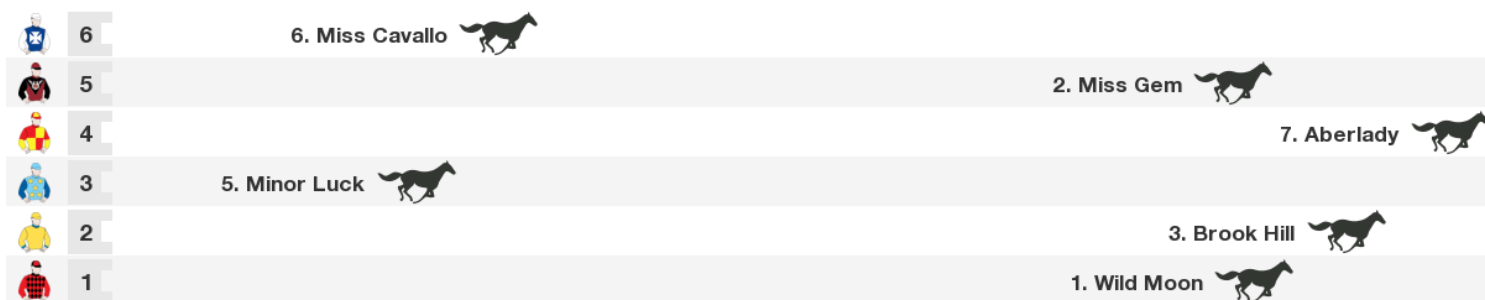 6 6. Miss Cavallo
5 2. Miss Gem
4 7. Aberlady
3 5. Minor Luck
2 3. Brook Hill
1 1. Wild Moon